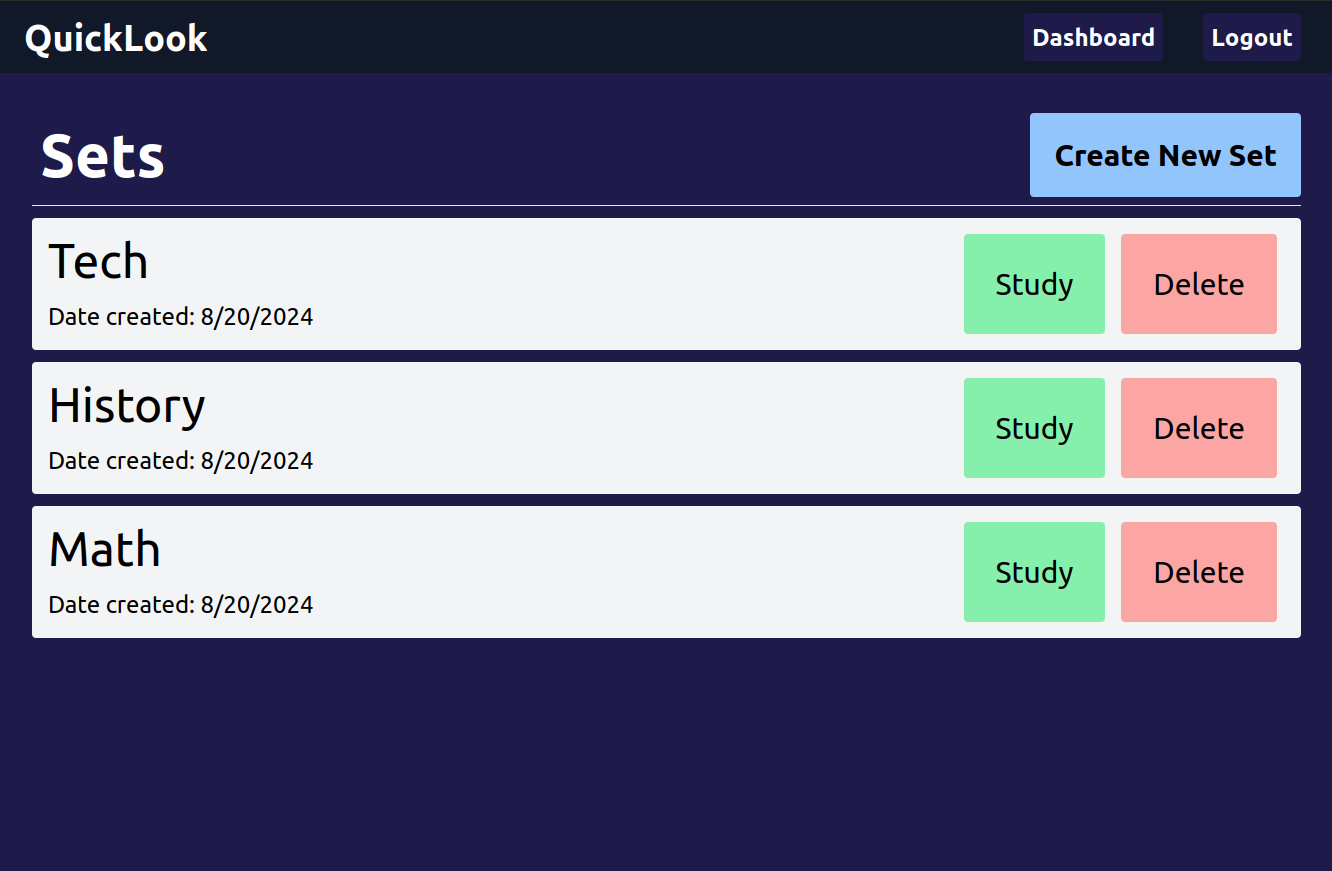 QuickLook Dashboard Logout
Sets Create New Set
Tech
Date created: 8/20/2024
Study Delete
History
Date created: 8/20/2024
Study Delete
Math
Date created: 8/20/2024
Study Delete